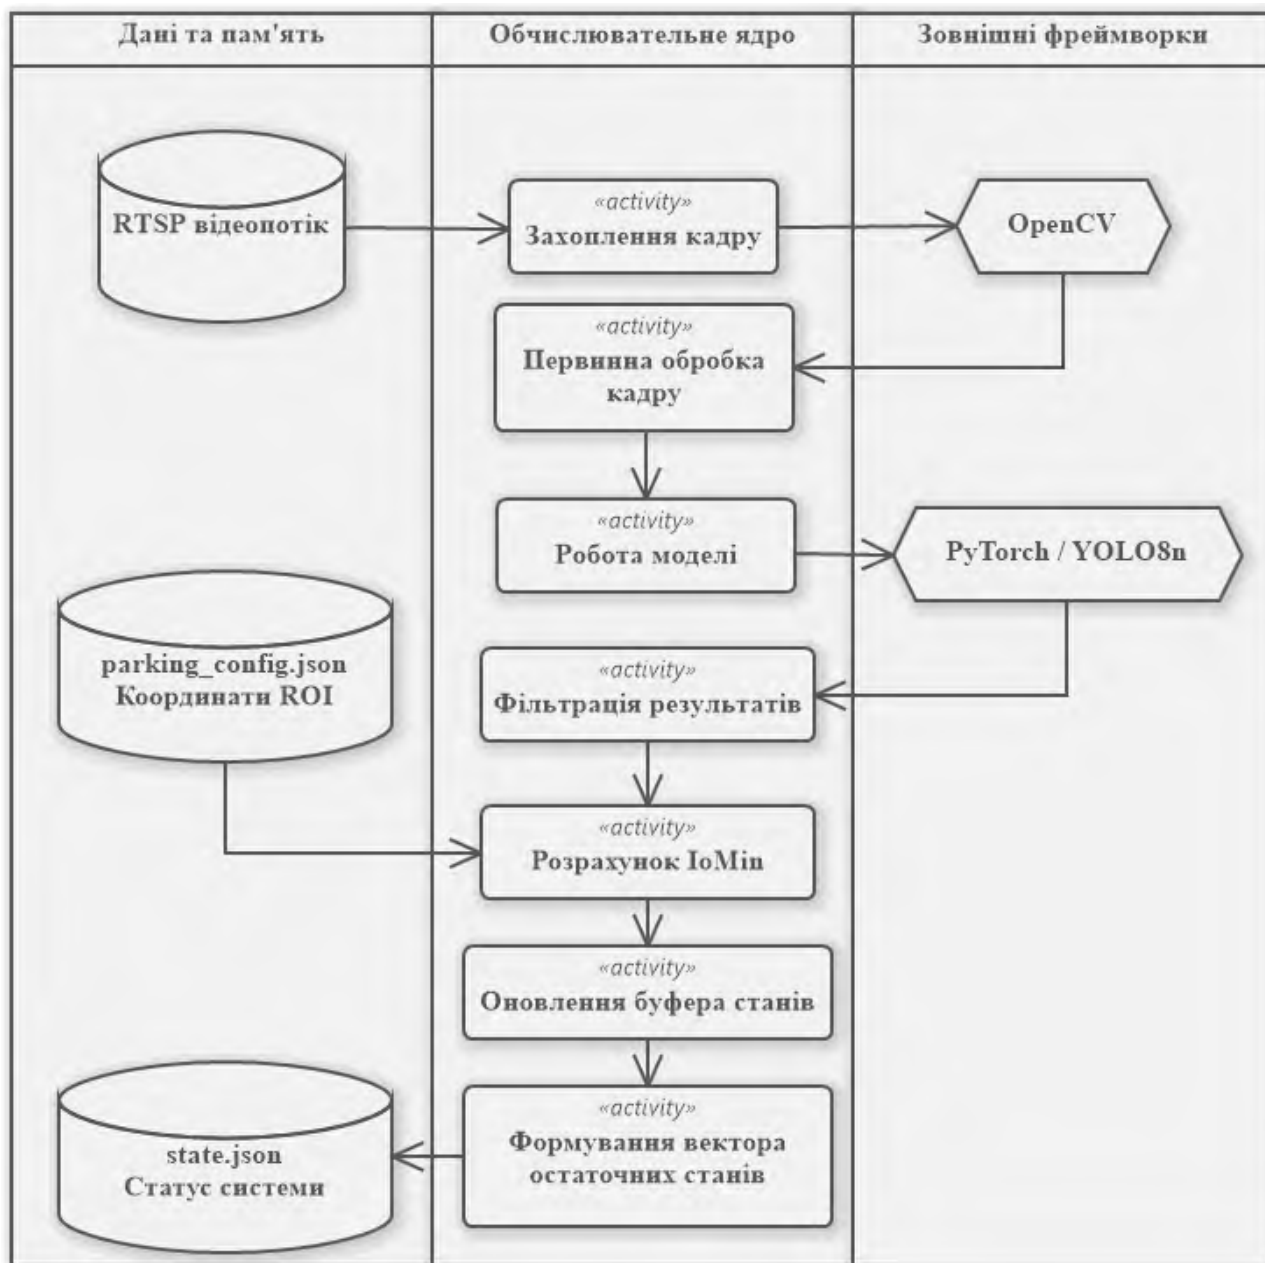 Дані та пам'ять
Обчислювательне ядро
Зовнішні фреймворки
RTSP відеопотік
«activity»
Захоплення кадру
OpenCV
«activity»
Первинна обробка
кадру
«activity»
Робота моделі
PyTorch / YOLO8n
parking_config.json
Координати ROI
«activity»
Фільтрація результатів
«activity»
Розрахунок IoMin
«activity»
Оновлення буфера станів
«activity»
Формування вектора
остаточних станів
state.json
Статус системи